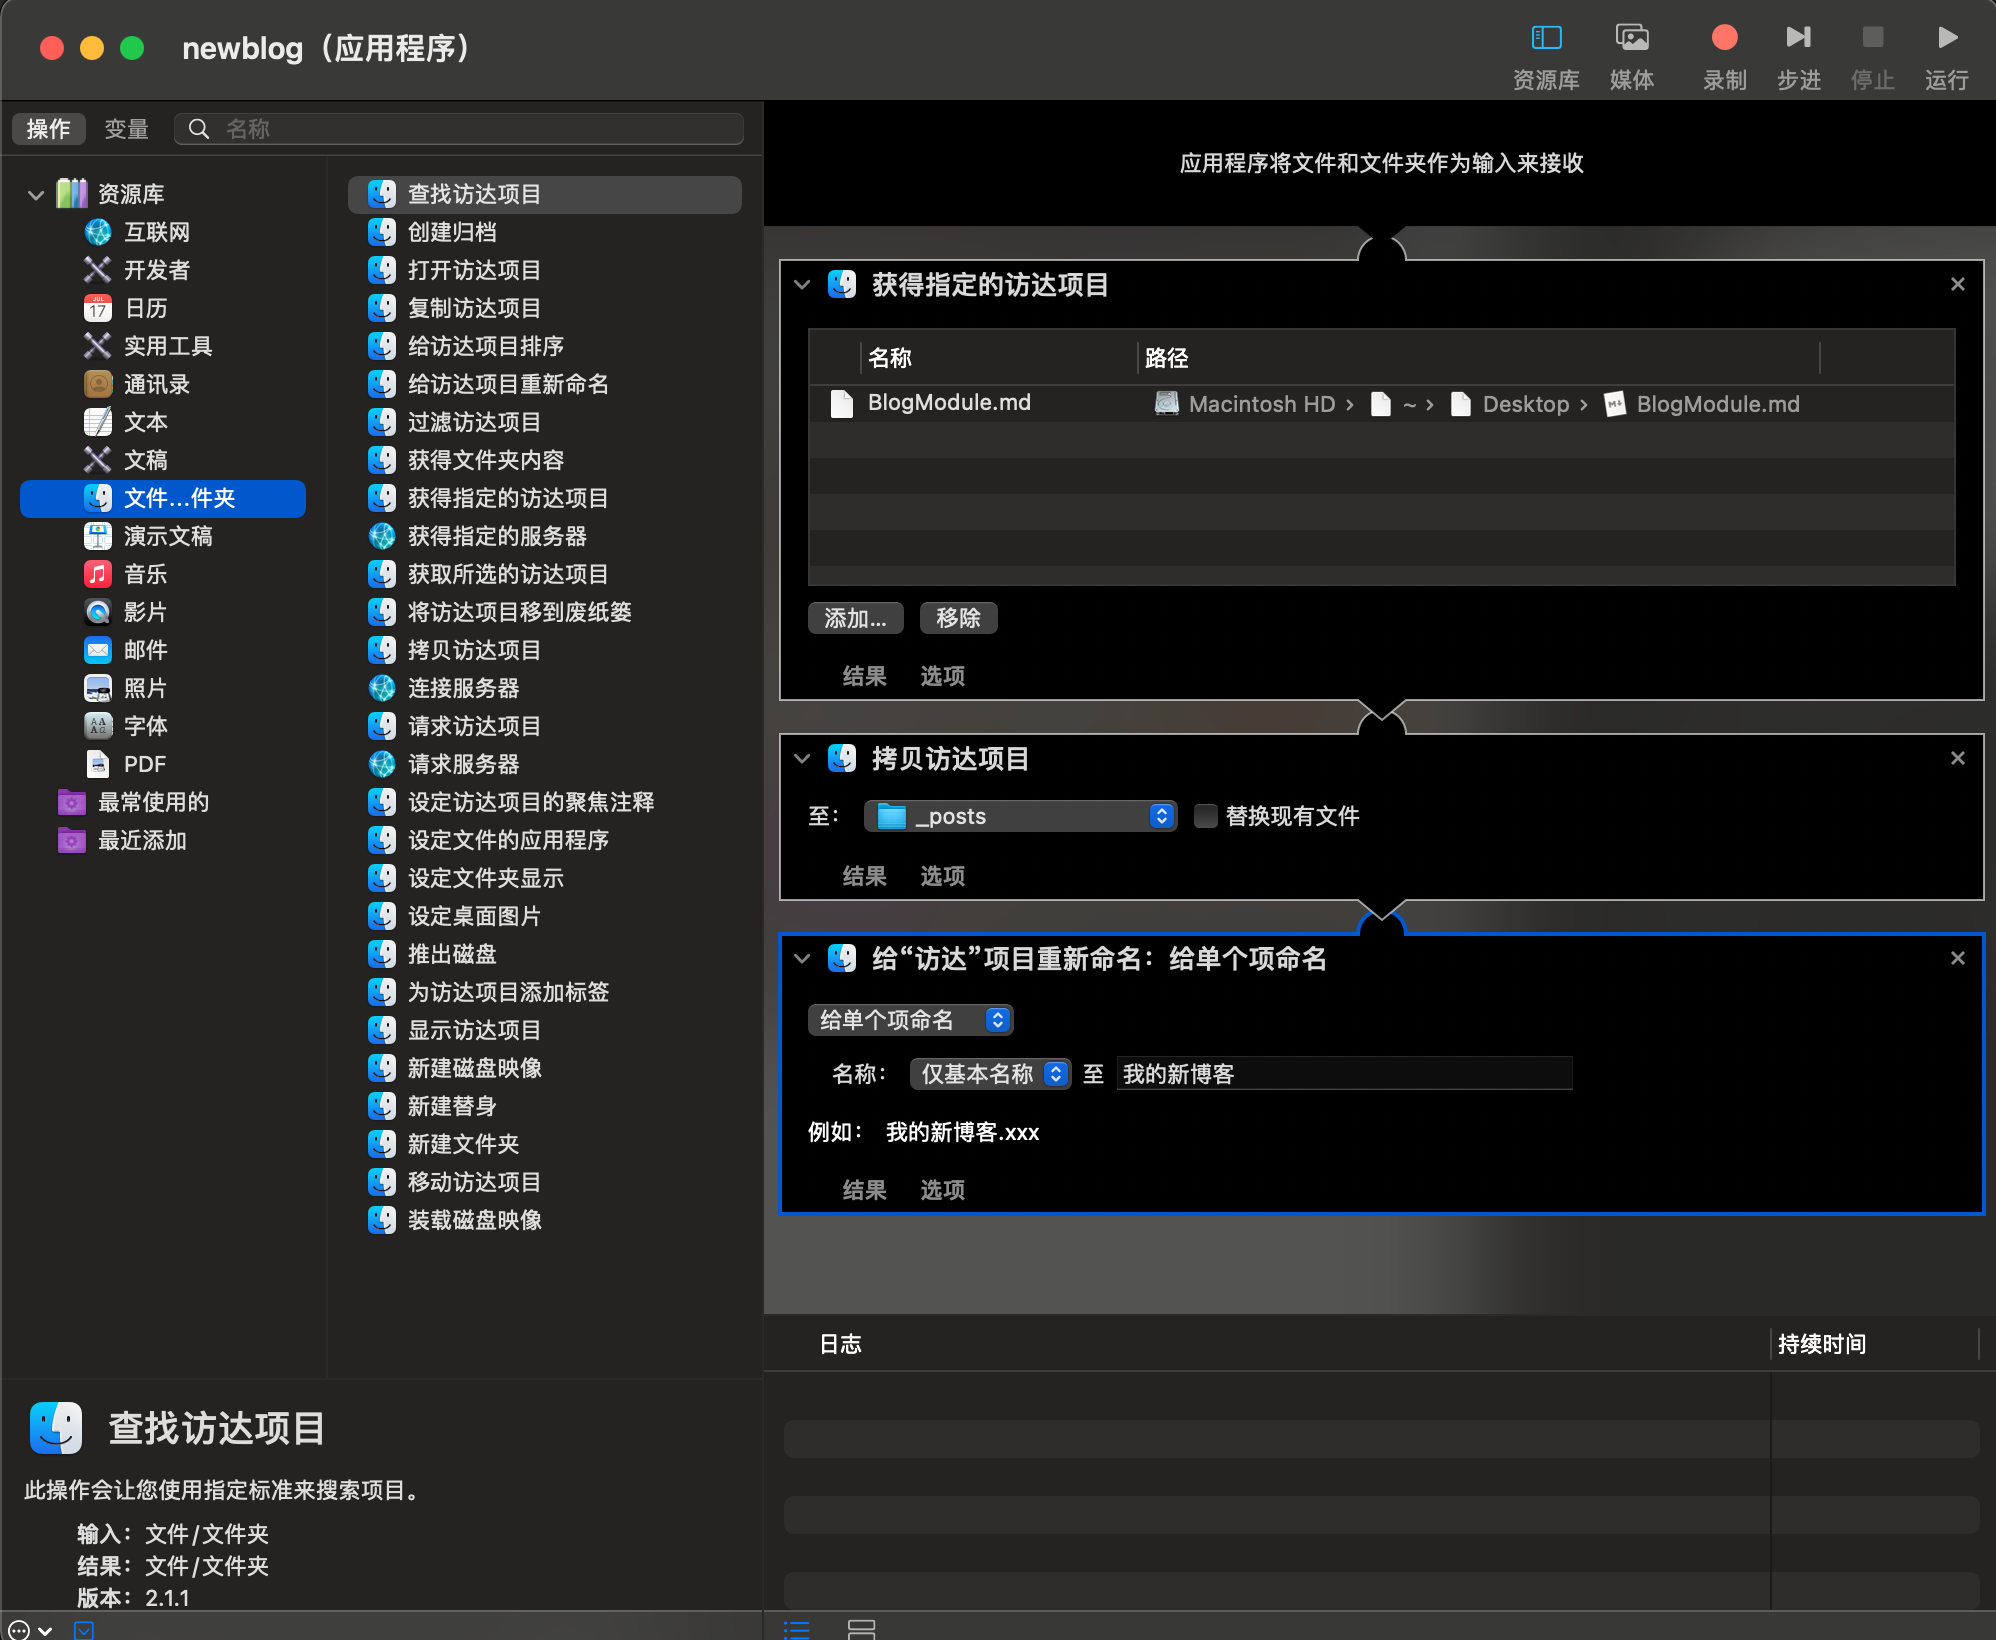 newblog（应用程序）
资源库
媒体
录制
步进
停止
运行
操作
变量
名称
资源库
互联网
开发者
日历
实用工具
通讯录
文本
文稿
文件...件夹
演示文稿
音乐
影片
邮件
照片
字体
PDF
最常使用的
最近添加
查找访达项目
创建归档
打开访达项目
复制访达项目
给访达项目排序
给访达项目重新命名
过滤访达项目
获得文件夹内容
获得指定的访达项目
获得指定的服务器
获取所选的访达项目
将访达项目移到废纸篓
拷贝访达项目
连接服务器
请求访达项目
请求服务器
设定访达项目的聚焦注释
设定文件的应用程序
设定文件夹显示
设定桌面图片
推出磁盘
为访达项目添加标签
显示访达项目
新建磁盘映像
新建替身
新建文件夹
移动访达项目
装载磁盘映像
查找访达项目
此操作会让您使用指定标准来搜索项目。
输入：文件/文件夹
结果：文件/文件夹
版本：2.1.1
应用程序将文件和文件夹作为输入来接收
获得指定的访达项目
名称 路径
BlogModule.md Macintosh HD › ~ › Desktop › BlogModule.md
添加... 移除
结果 选项
拷贝访达项目
至： _posts 替换现有文件
结果 选项
给“访达”项目重新命名：给单个项命名
给单个项命名
名称： 仅基本名称 至 我的新博客
例如： 我的新博客.xxx
结果 选项
日志 持续时间